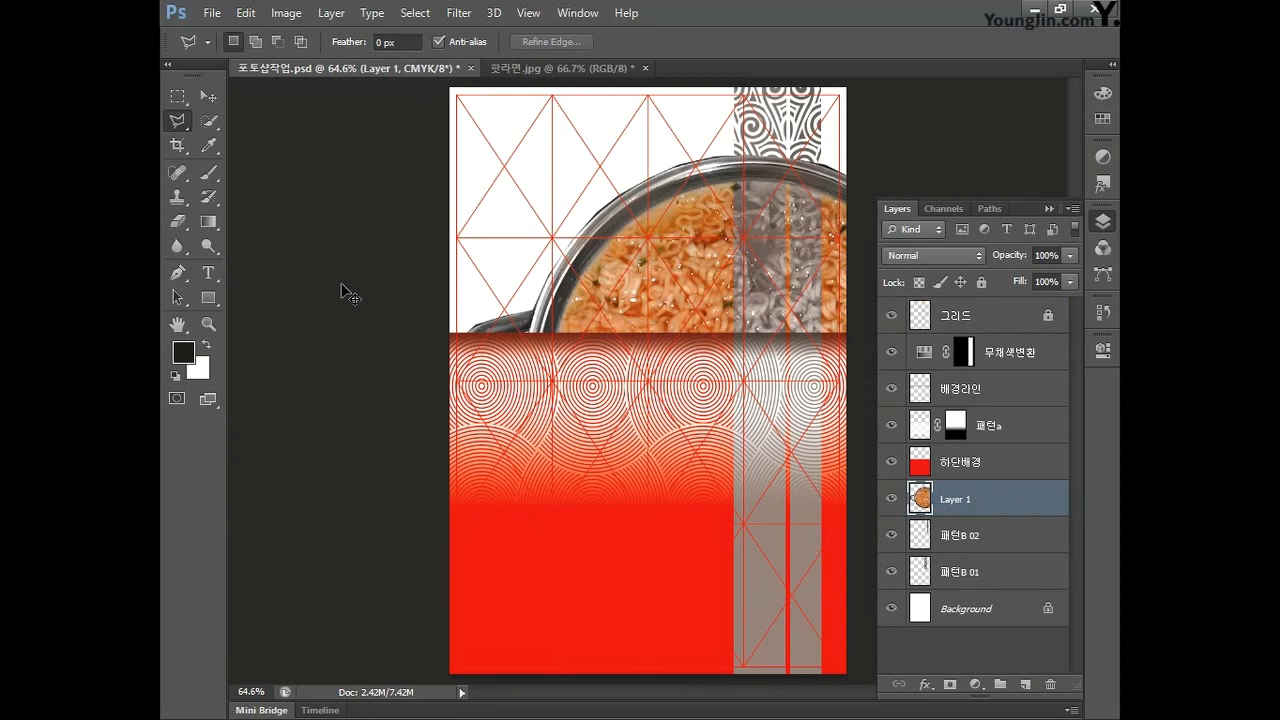 YoungJin.com Y.
Ps File Edit Image Layer Type Select Filter 3D View Window Help
Feather: 0 px Anti-alias Refine Edge...
포토샵작업.psd @ 64.6% (Layer 1, CMYK/8*) * × 핫라면.jpg @ 66.7% (RGB/8) * ×
Layers Channels Paths
Kind
Normal Opacity: 100%
Lock: Fill: 100%
그리드
무채색변환
배경라인
패턴a
하단배경
Layer 1
패턴B 02
패턴B 01
Background
64.6% Doc: 2.42M/7.42M
Mini Bridge Timeline